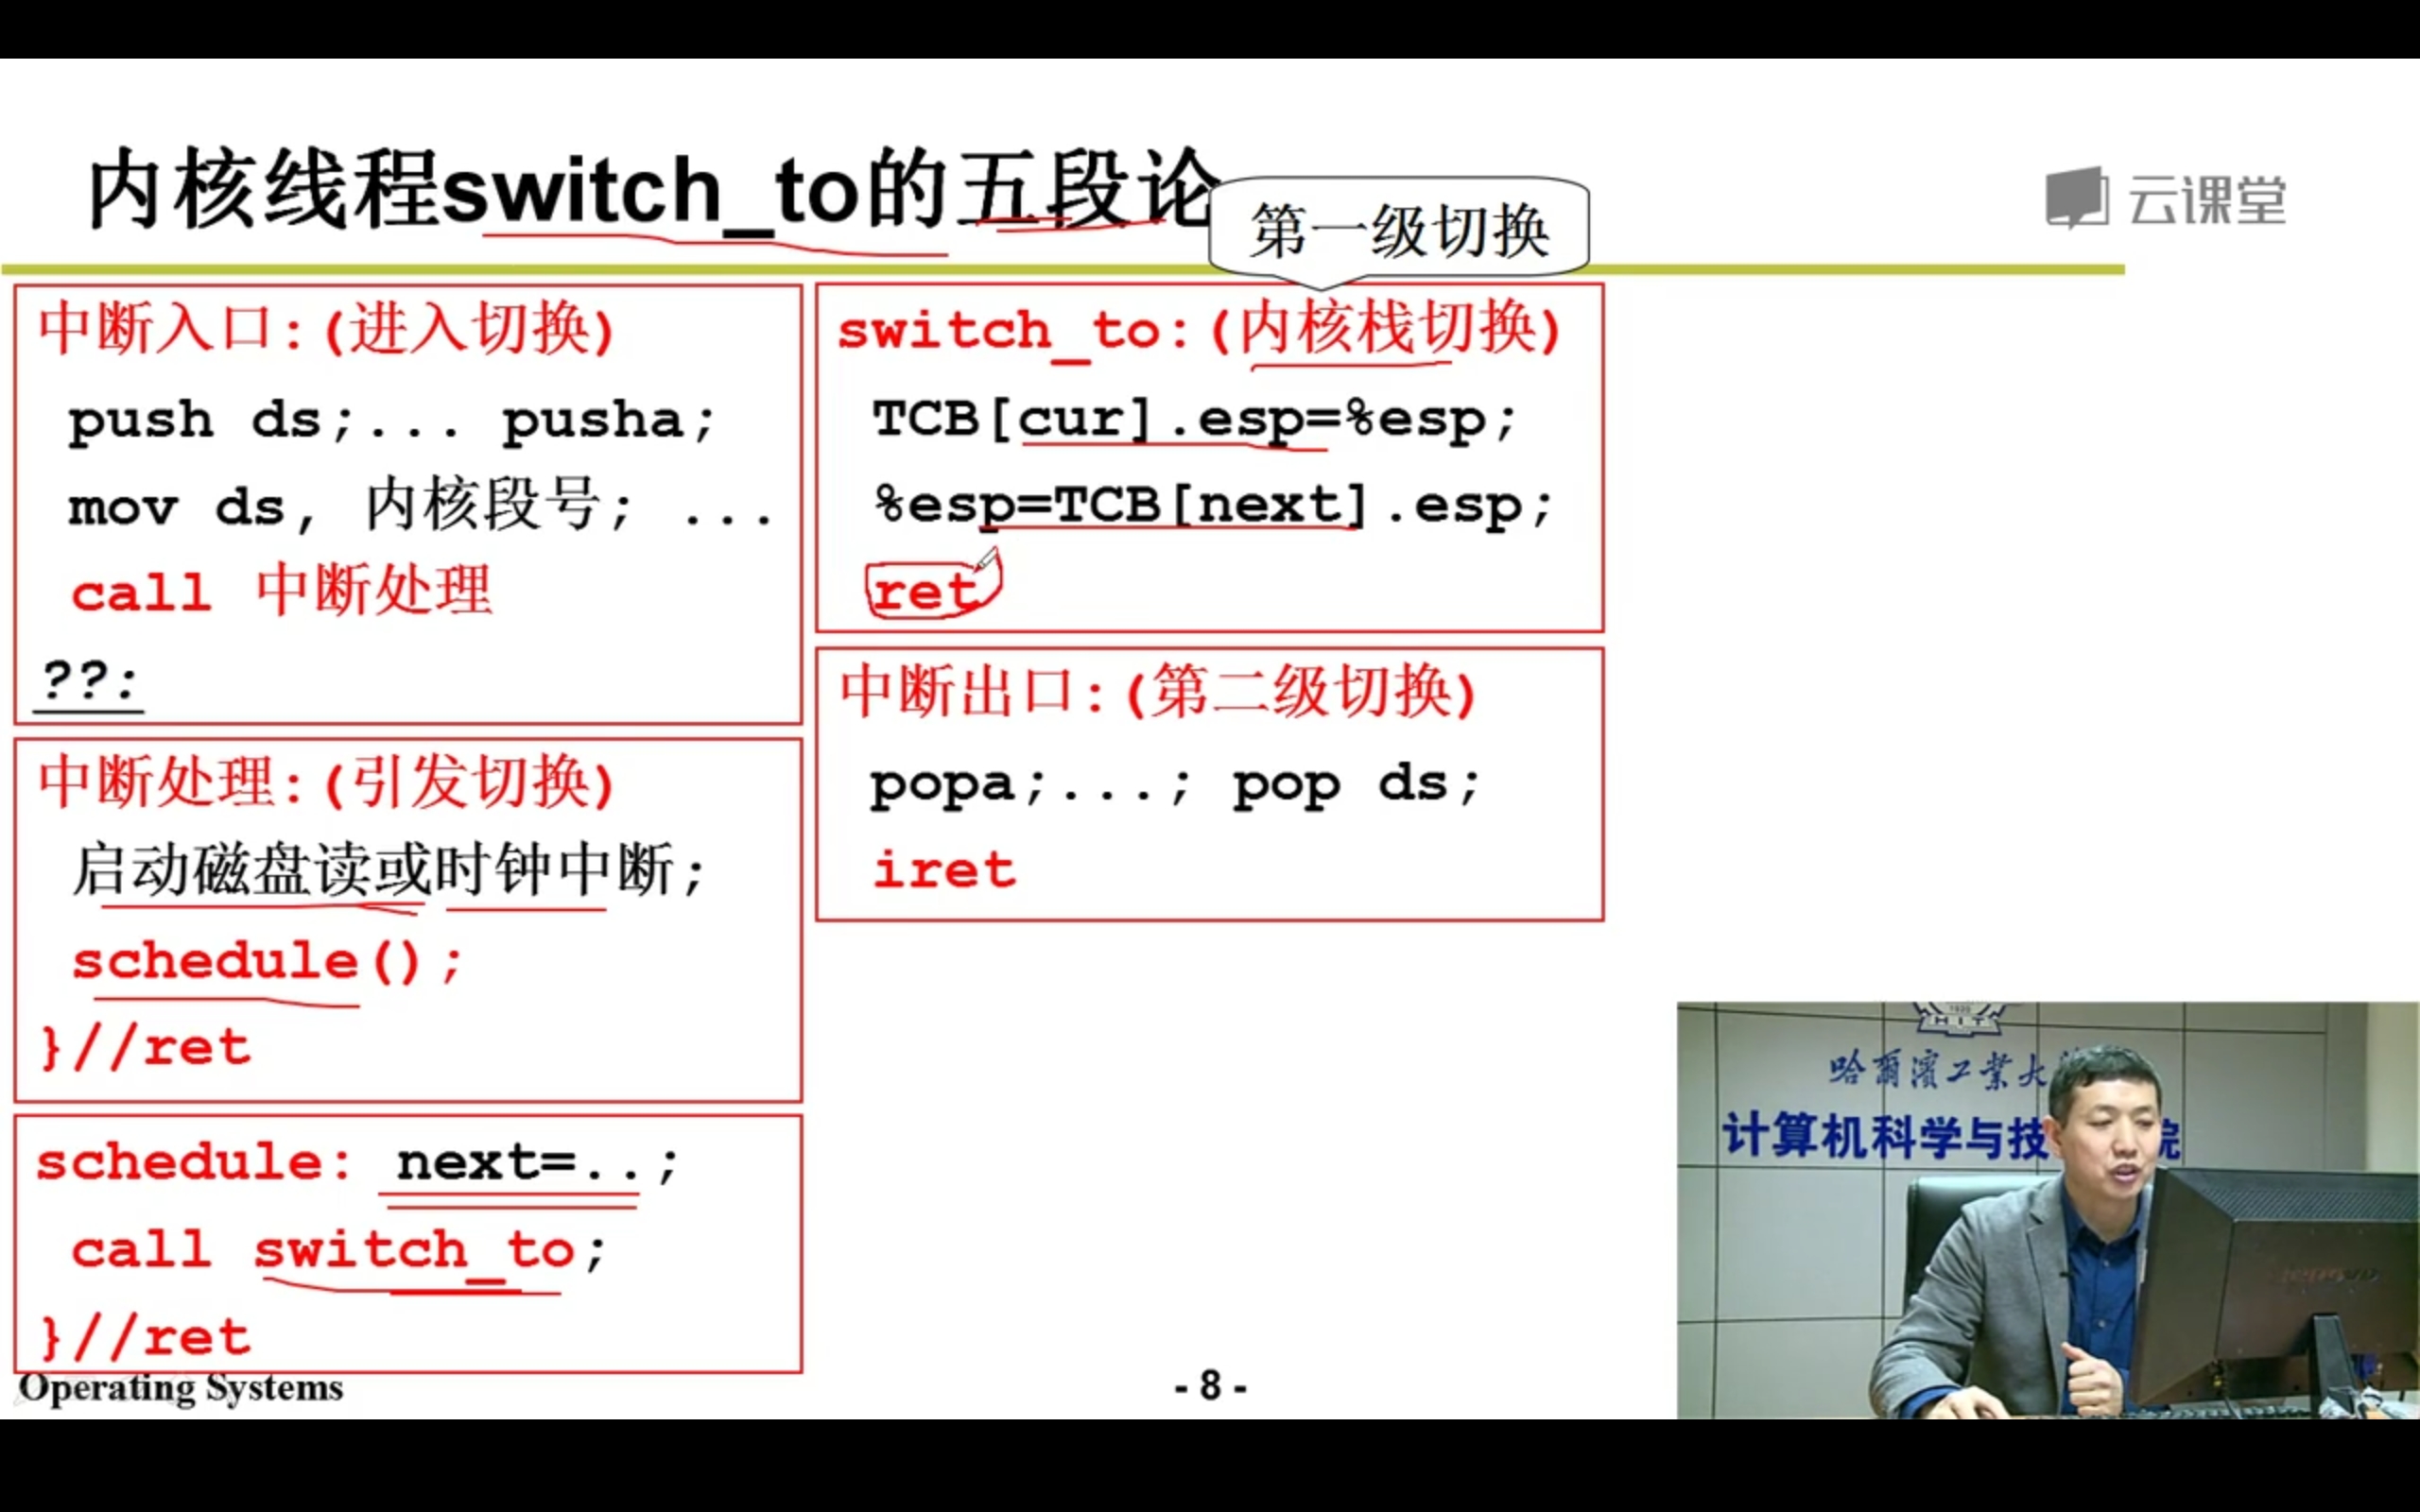 内核线程switch_to的五段论
第一级切换
云课堂
中断入口:(进入切换)
push ds;... pusha;
mov ds, 内核段号; ...
call 中断处理
??:
中断处理:(引发切换)
启动磁盘读或时钟中断;
schedule();
}//ret
schedule: next=..;
call switch_to;
}//ret
switch_to:(内核栈切换)
TCB[cur].esp=%esp;
%esp=TCB[next].esp;
ret
中断出口:(第二级切换)
popa;...; pop ds;
iret
1920
HIT
哈爾濱工業大
计算机科学与技
院
Operating Systems
- 8 -